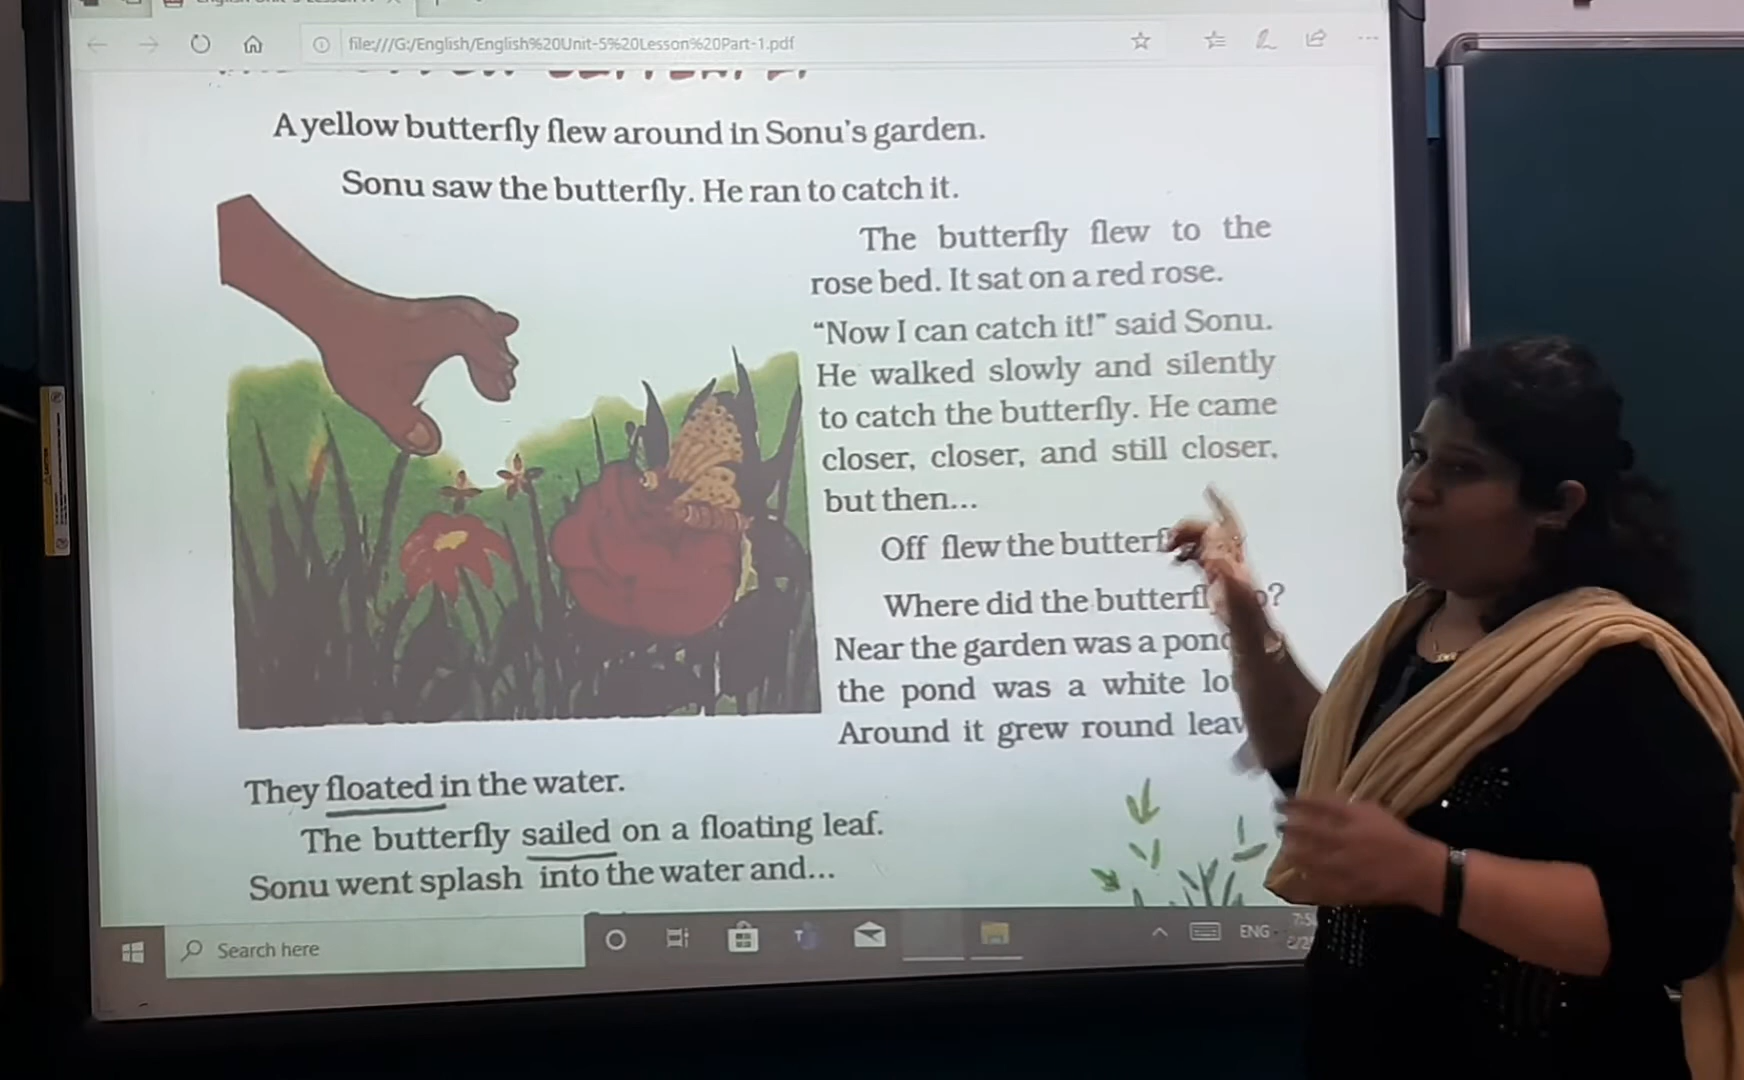 file:///G:/English/English%20Unit-5%20Lesson%20Part-1.pdf
A yellow butterfly flew around in Sonu's garden.
Sonu saw the butterfly. He ran to catch it.
The butterfly flew to the
rose bed. It sat on a red rose.
“Now I can catch it!” said Sonu.
He walked slowly and silently
to catch the butterfly. He came
closer, closer, and still closer,
but then...
Off flew the
Where did the
Near the garden was a
the pond was a white
Around it grew round
They floated in the water.
The butterfly sailed on a floating leaf.
Sonu went splash into the water and...
Search here
ENG